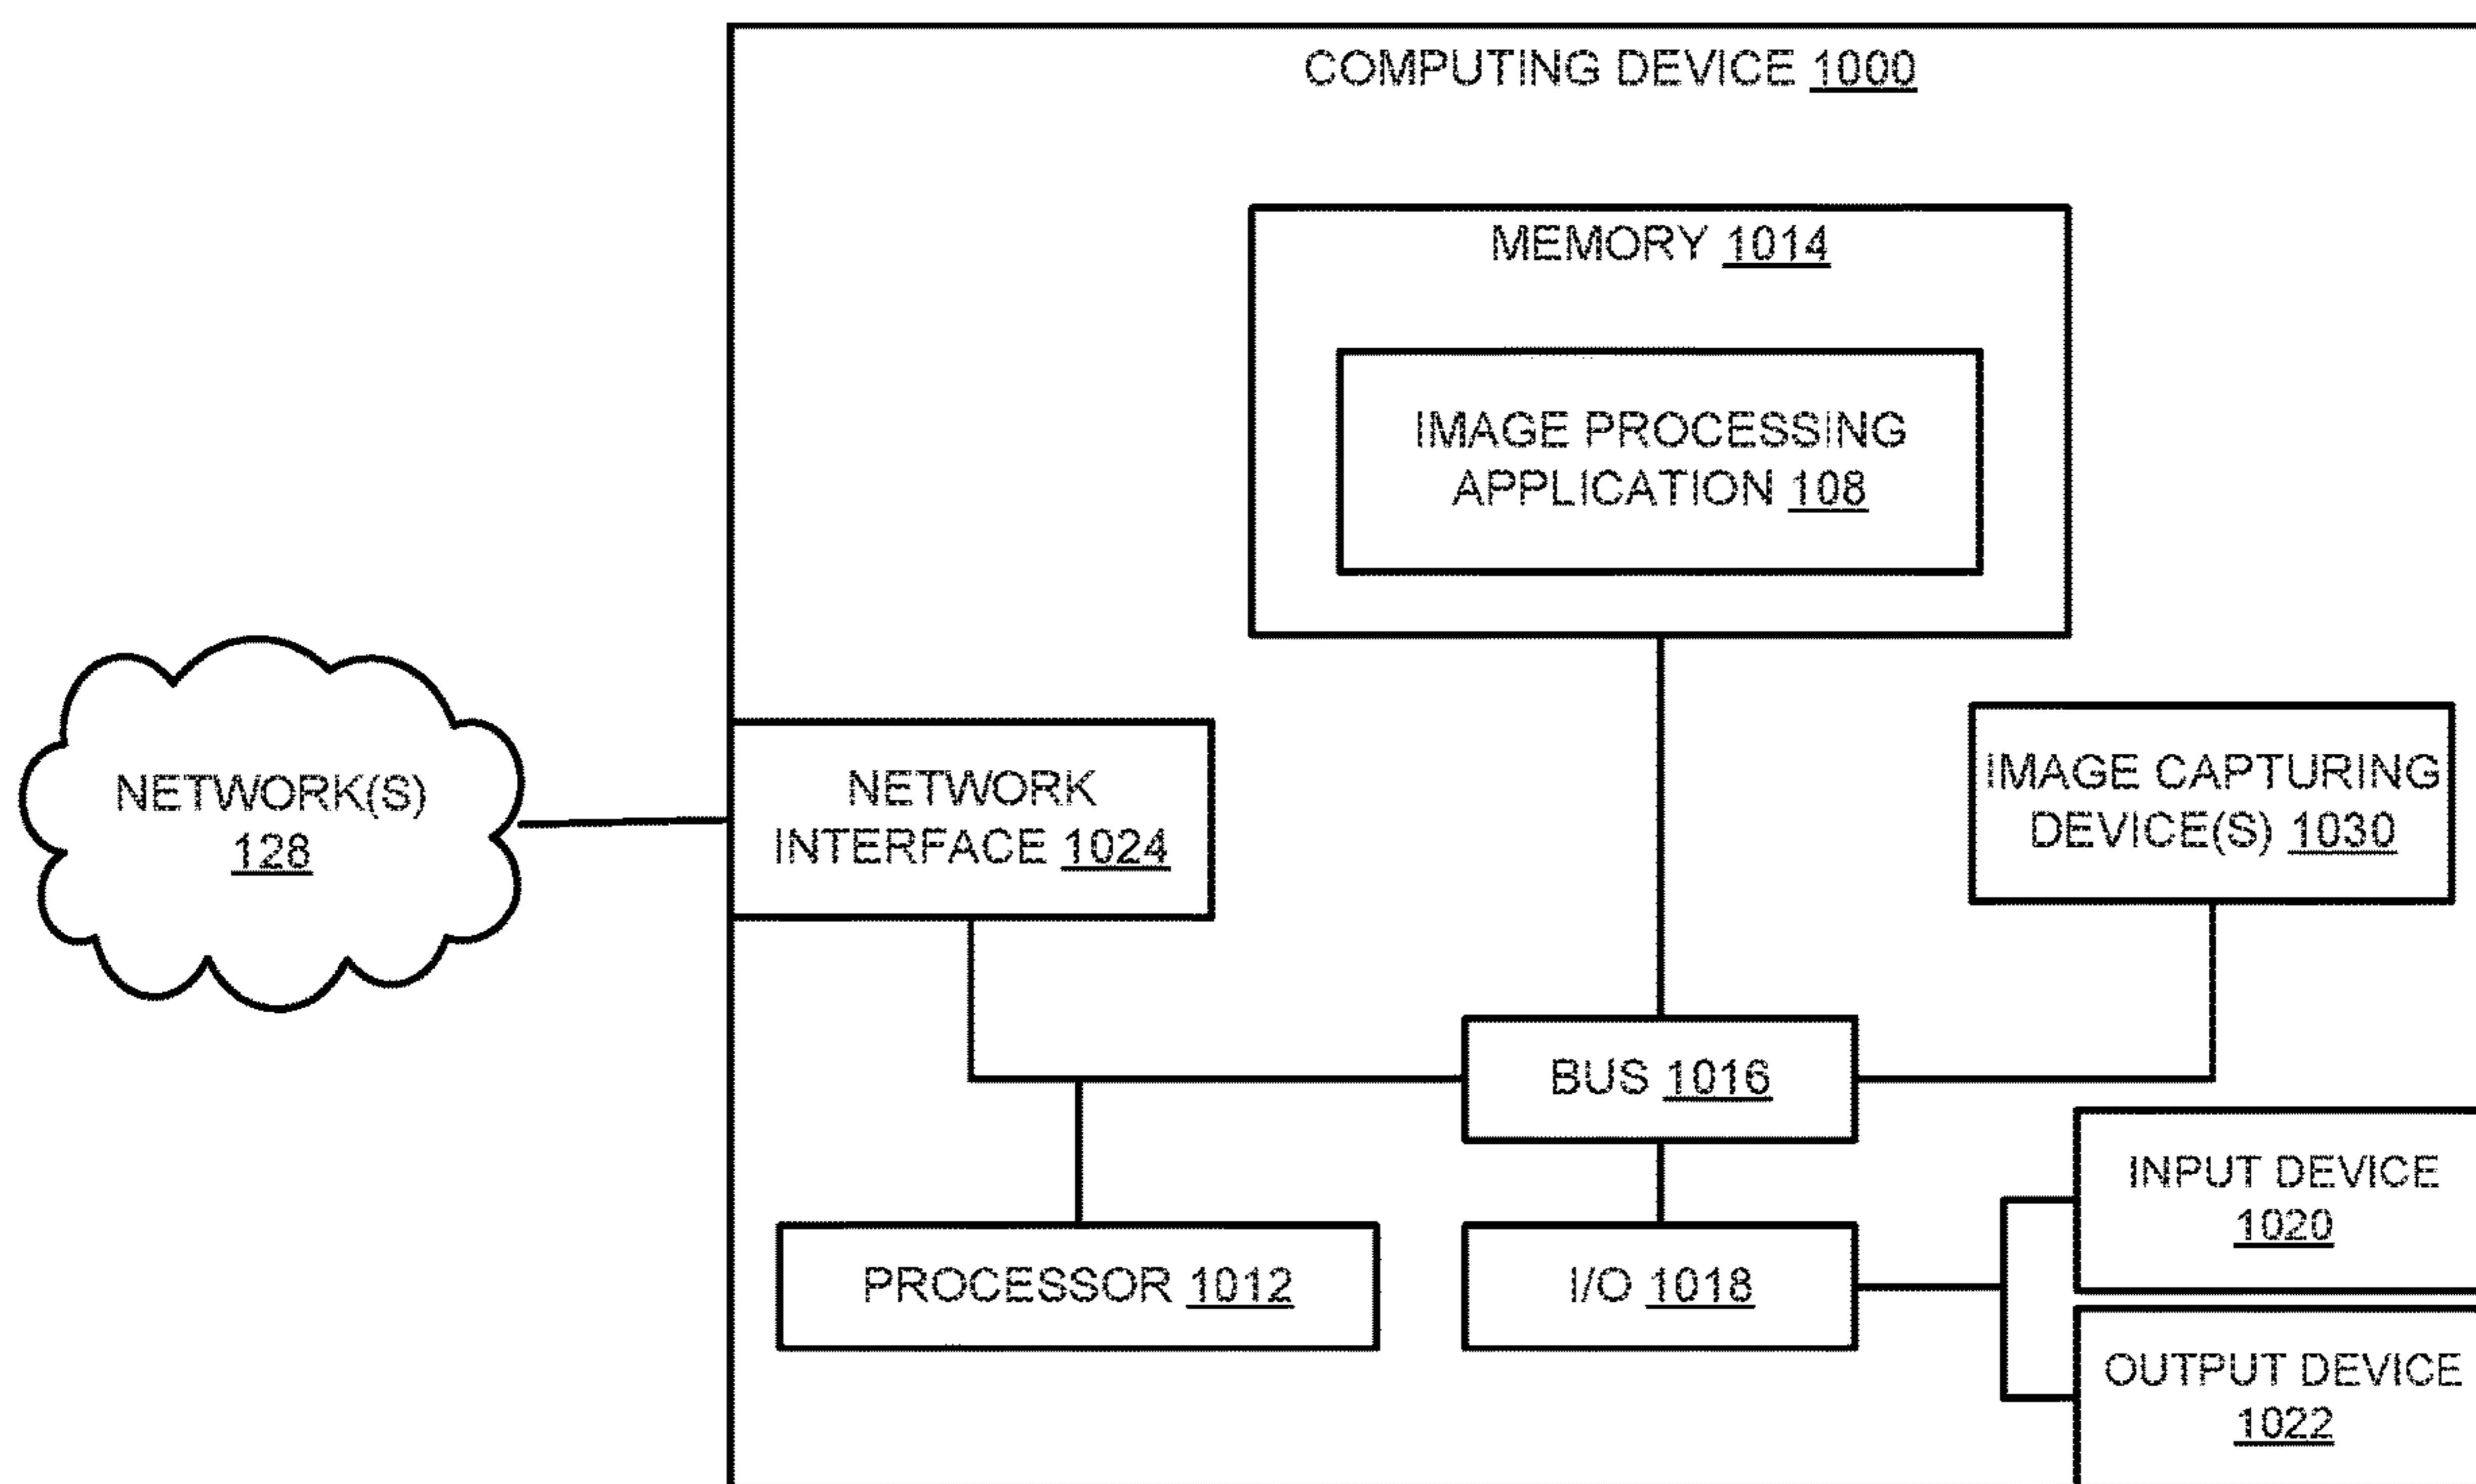 COMPUTING DEVICE 1000
MEMORY 1014
IMAGE PROCESSING
APPLICATION 108
NETWORK(S)
128
NETWORK
INTERFACE 1024
IMAGE CAPTURING
DEVICE(S) 1030
BUS 1016
PROCESSOR 1012
I/O 1018
INPUT DEVICE
1020
OUTPUT DEVICE
1022